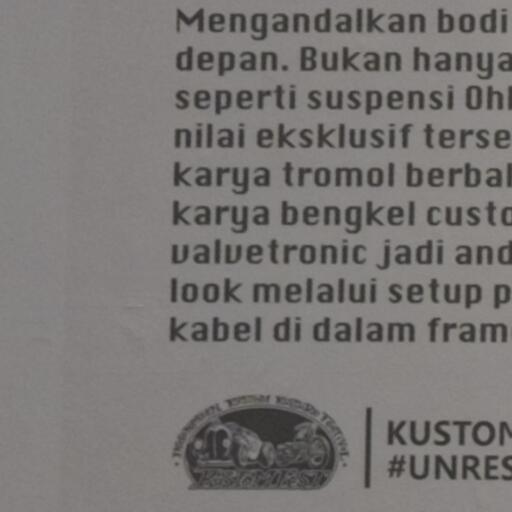 Mengandalkan bodi
depan. Bukan hanya
seperti suspensi Ohl
nilai eksklusif terse
karya tromol berbal
karya bengkel custo
valvetronic jadi and
look melalui setup p
kabel di dalam fram
KUSTOM
#UNRES